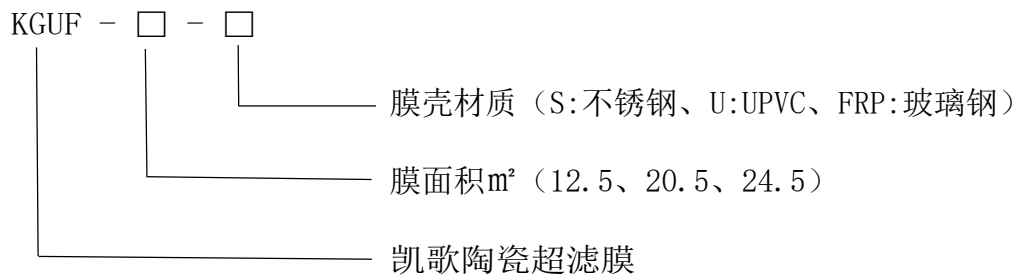 KGUF - □ - □
膜壳材质（S:不锈钢、U:UPVC、FRP:玻璃钢）
膜面积㎡（12.5、20.5、24.5）
凯歌陶瓷超滤膜